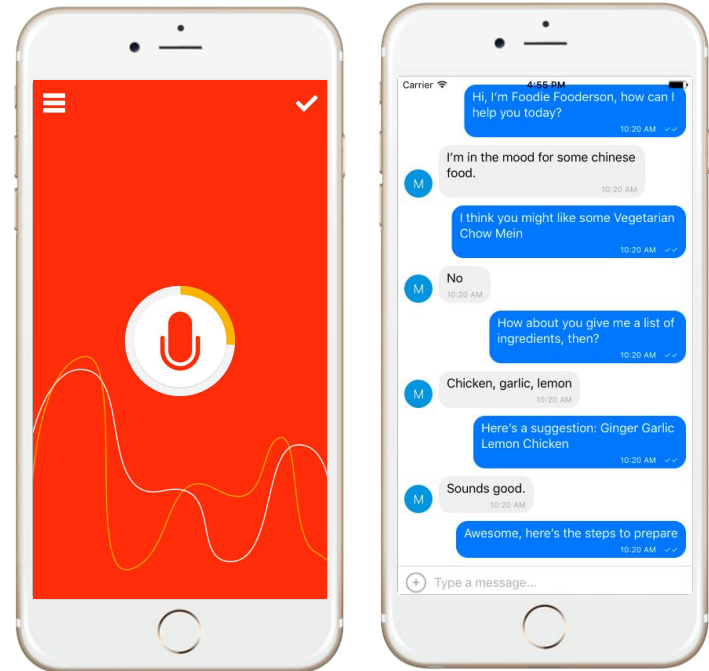 Carrier 4:55 PM
Hi, I'm Foodie Fooderson, how can I
help you today?
10:20 AM
I'm in the mood for some chinese
food.
10:20 AM
M
I think you might like some Vegetarian
Chow Mein
10:20 AM
No
10:20 AM
M
How about you give me a list of
ingredients, then?
10:20 AM
Chicken, garlic, lemon
10:20 AM
M
Here's a suggestion: Ginger Garlic
Lemon Chicken
10:20 AM
Sounds good.
10:20 AM
M
Awesome, here's the steps to prepare
10:20 AM
Type a message...